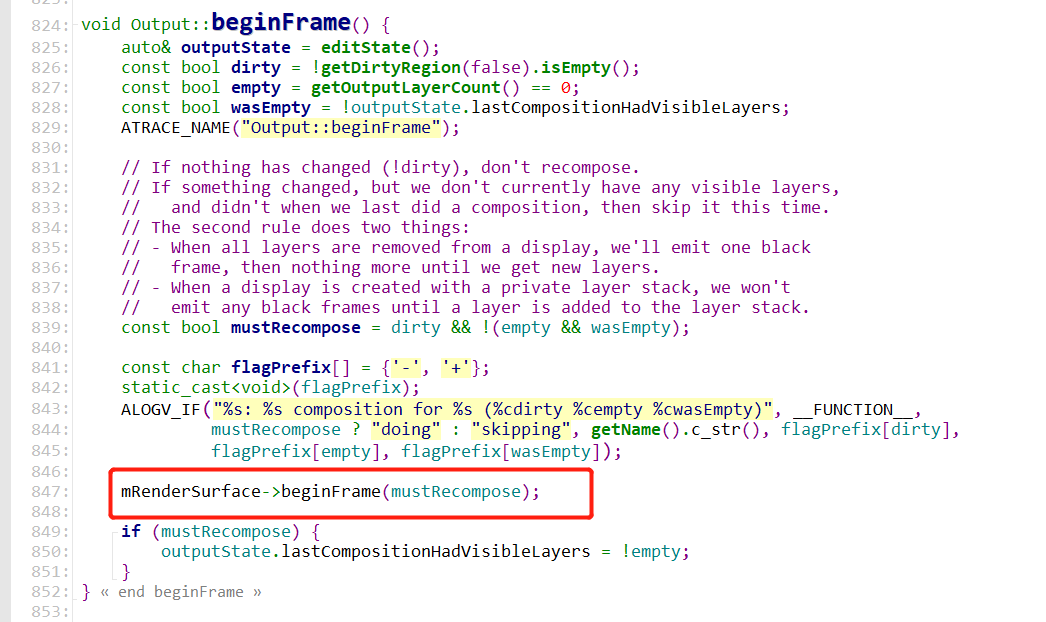 824: void Output::beginFrame() {
825:     auto& outputState = editState();
826:     const bool dirty = !getDirtyRegion(false).isEmpty();
827:     const bool empty = getOutputLayerCount() == 0;
828:     const bool wasEmpty = !outputState.lastCompositionHadVisibleLayers;
829:     ATRACE_NAME("Output::beginFrame");
830:
831:     // If nothing has changed (!dirty), don't recompose.
832:     // If something changed, but we don't currently have any visible layers,
833:     //   and didn't when we last did a composition, then skip it this time.
834:     // The second rule does two things:
835:     // - When all layers are removed from a display, we'll emit one black
836:     //   frame, then nothing more until we get new layers.
837:     // - When a display is created with a private layer stack, we won't
838:     //   emit any black frames until a layer is added to the layer stack.
839:     const bool mustRecompose = dirty && !(empty && wasEmpty);
840:
841:     const char flagPrefix[] = {'-', '+'};
842:     static_cast<void>(flagPrefix);
843:     ALOGV_IF("%s: %s composition for %s (%cdirty %cempty %cwasEmpty)", __FUNCTION__,
844:              mustRecompose ? "doing" : "skipping", getName().c_str(), flagPrefix[dirty],
845:              flagPrefix[empty], flagPrefix[wasEmpty]);
846:
847:     mRenderSurface->beginFrame(mustRecompose);
848:
849:     if (mustRecompose) {
850:         outputState.lastCompositionHadVisibleLayers = !empty;
851:     }
852: } « end beginFrame »
853: